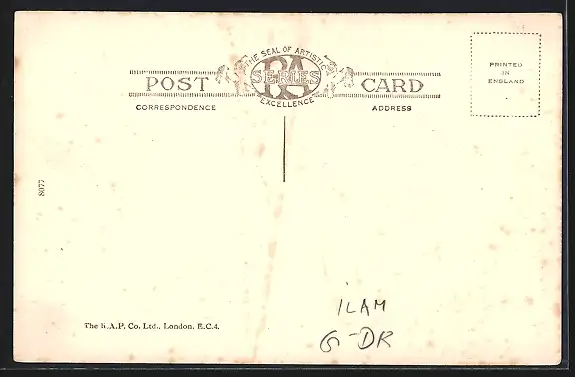 THE SEAL OF ARTISTIC
POST RA SERIES CARD
EXCELLENCE
CORRESPONDENCE ADDRESS
PRINTED
IN
ENGLAND
8077
The R.A.P. Co. Ltd., London, E.C.4.
ILAM
G-DR